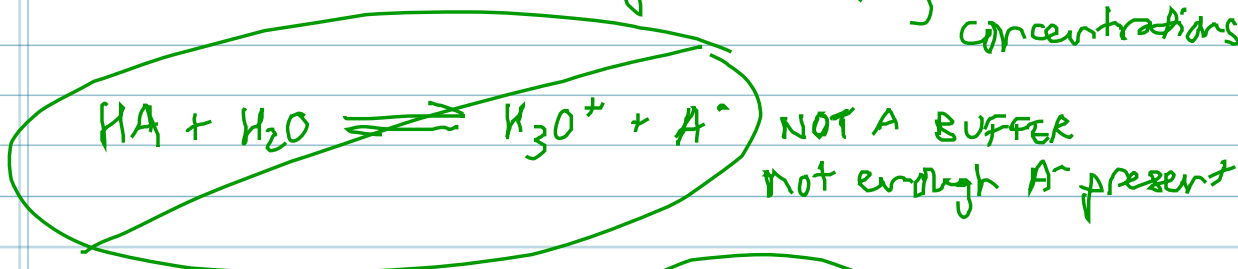 concentrations
HA + H₂O ⇌ H₃O⁺ + A⁻ NOT A BUFFER
not enough A⁻ present